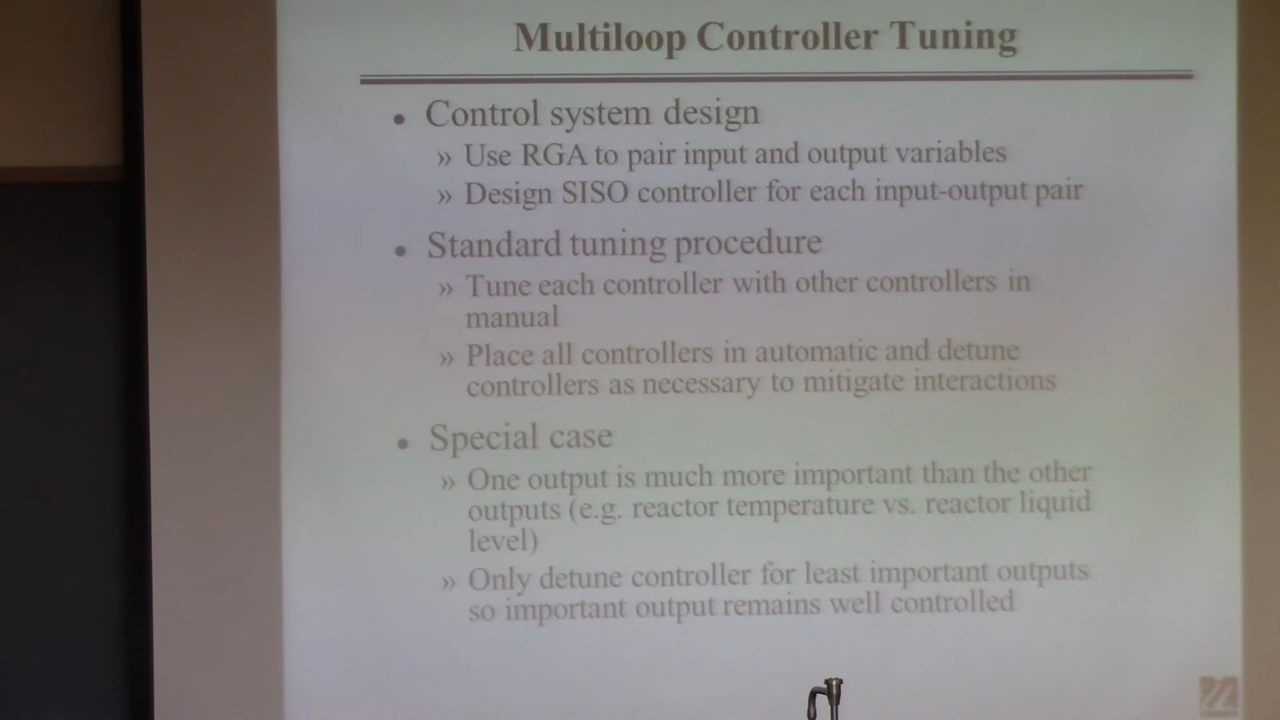 Multiloop Controller Tuning
• Control system design
» Use RGA to pair input and output variables
» Design SISO controller for each input-output pair
• Standard tuning procedure
» Tune each controller with other controllers in
manual
» Place all controllers in automatic and detune
controllers as necessary to mitigate interactions
• Special case
» One output is much more important than the other
outputs (e.g. reactor temperature vs. reactor liquid
level)
» Only detune controller for least important outputs
so important output remains well controlled